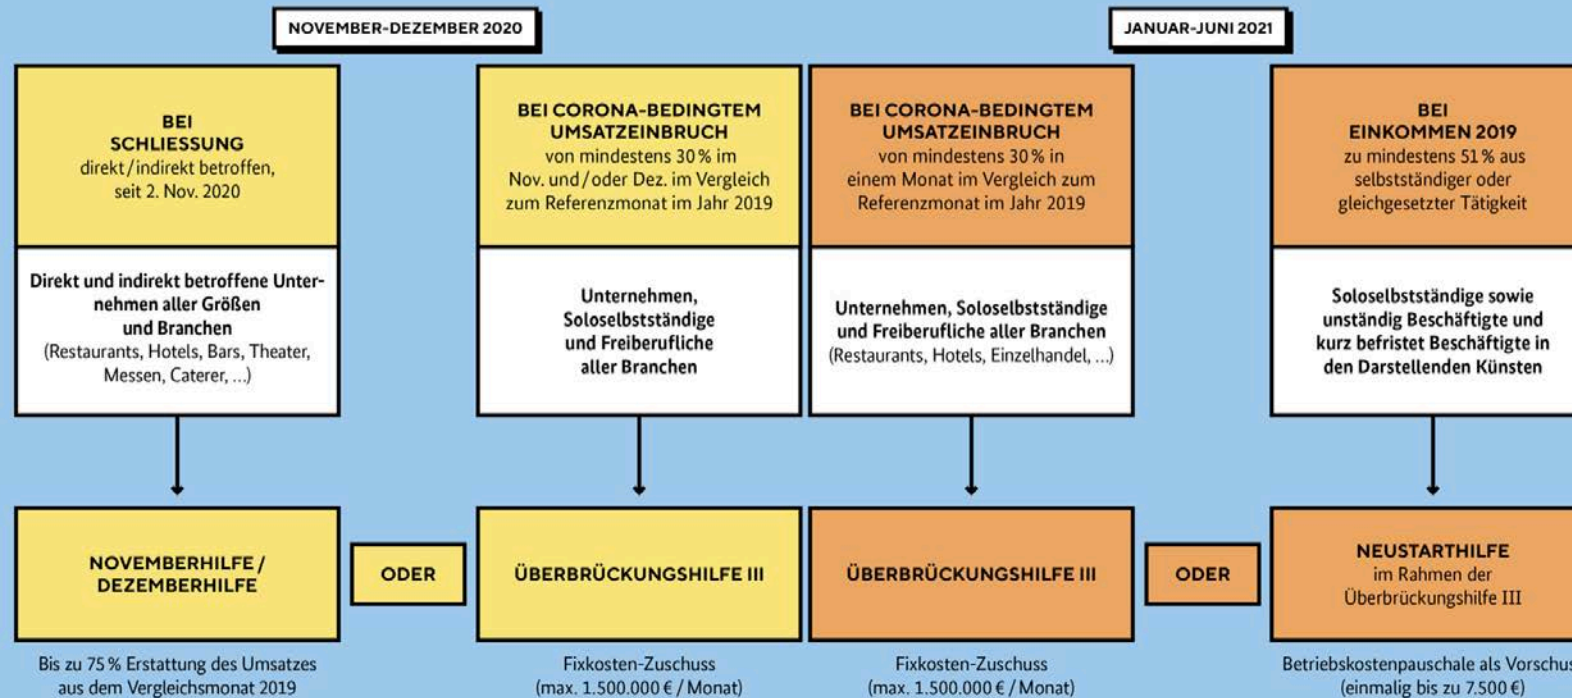 NOVEMBER-DEZEMBER 2020
BEI
SCHLIESSUNG
direkt/indirekt betroffen,
seit 2. Nov. 2020
Direkt und indirekt betroffene Unter-
nehmen aller Größen
und Branchen
(Restaurants, Hotels, Bars, Theater,
Messen, Caterer, ...)
NOVEMBERHILFE /
DEZEMBERHILFE
Bis zu 75 % Erstattung des Umsatzes
aus dem Vergleichsmonat 2019
ODER
BEI CORONA-BEDINGTEM
UMSATZEINBRUCH
von mindestens 30 % im
Nov. und/oder Dez. im Vergleich
zum Referenzmonat im Jahr 2019
Unternehmen,
Soloselbstständige
und Freiberufliche
aller Branchen
ÜBERBRÜCKUNGSHILFE III
Fixkosten-Zuschuss
(max. 1.500.000 € / Monat)
JANUAR-JUNI 2021
BEI CORONA-BEDINGTEM
UMSATZEINBRUCH
von mindestens 30 % in
einem Monat im Vergleich zum
Referenzmonat im Jahr 2019
Unternehmen, Soloselbstständige
und Freiberufliche aller Branchen
(Restaurants, Hotels, Einzelhandel, ...)
ÜBERBRÜCKUNGSHILFE III
Fixkosten-Zuschuss
(max. 1.500.000 € / Monat)
ODER
BEI
EINKOMMEN 2019
zu mindestens 51 % aus
selbstständiger oder
gleichgesetzter Tätigkeit
Soloselbstständige sowie
unständig Beschäftigte und
kurz befristet Beschäftigte in
den Darstellenden Künsten
NEUSTARTHILFE
im Rahmen der
Überbrückungshilfe III
Betriebskostenpauschale als Vorschus
(einmalig bis zu 7.500 €)